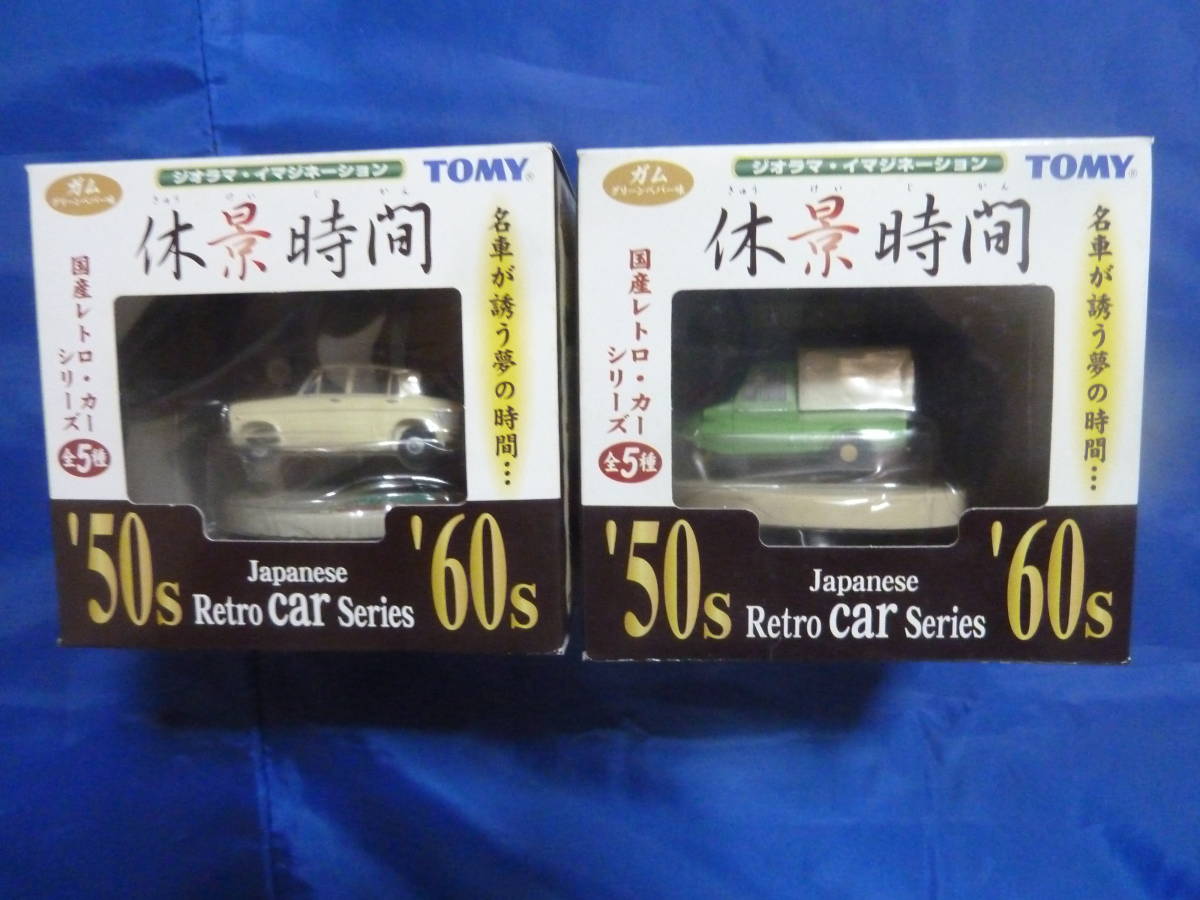 ガム
グリーンペパー味
ジオラマ・イマジネーション
TOMY®
きゅう けい じ かん
休景時間
国産レトロ・カー
シリーズ
全5種
名車が誘う夢の時間…
'50s
Japanese
Retro car Series
'60s
ガム
グリーンペパー味
ジオラマ・イマジネーション
TOMY®
きゅう けい じ かん
休景時間
国産レトロ・カー
シリーズ
全5種
名車が誘う夢の時間…
'50s
Japanese
Retro car Series
'60s